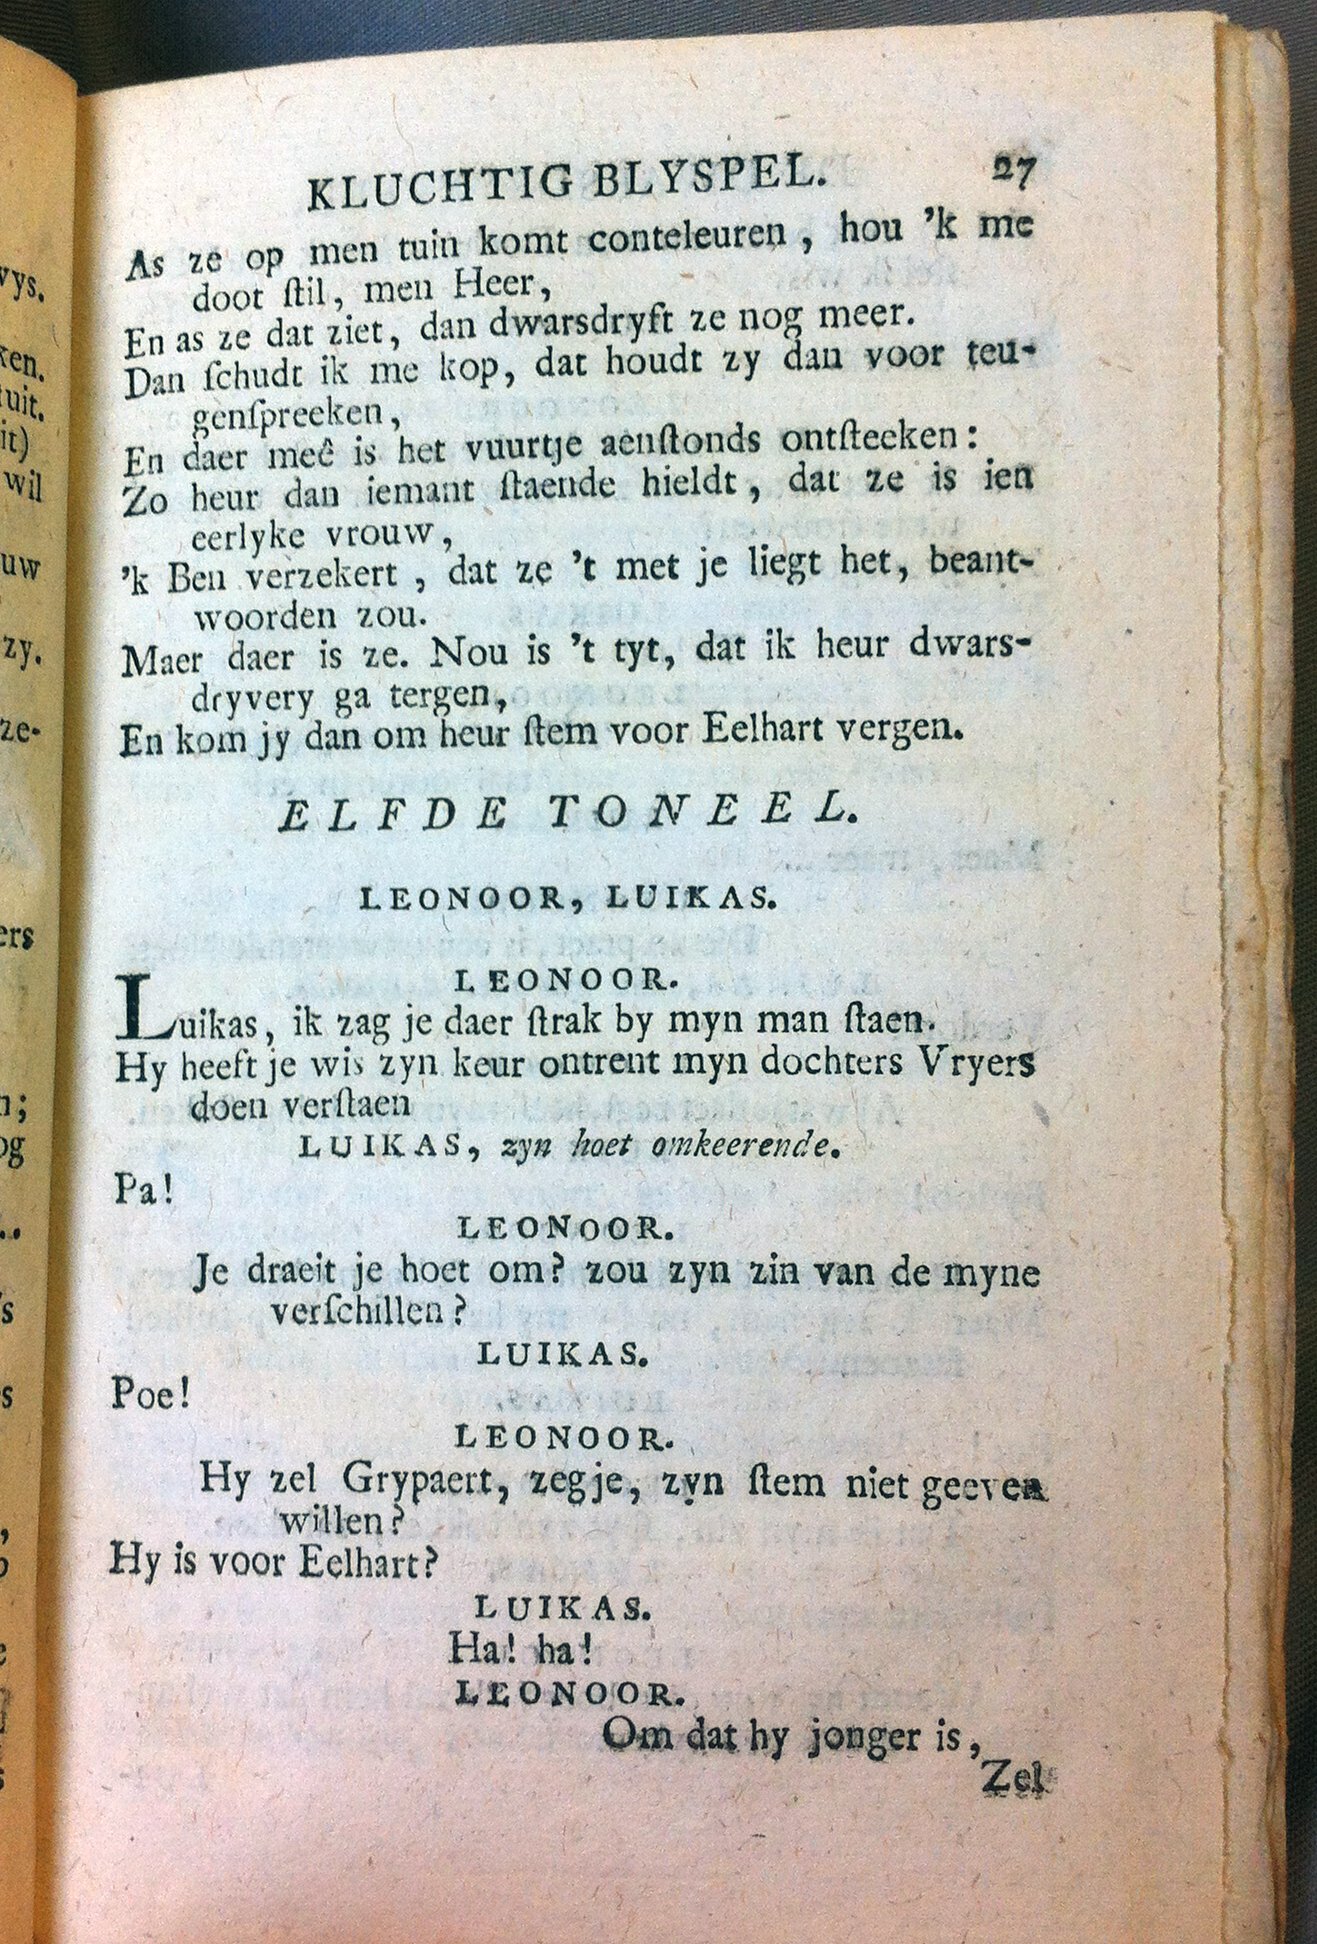 KLUCHTIG BLYSPEL. 27
As ze op men tuin komt conteleuren, hou 'k me
doot ſtil, men Heer,
En as ze dat ziet, dan dwarsdryft ze nog meer.
Dan ſchudt ik me kop, dat houdt zy dan voor teu-
genſpreeken,
En daer meê is het vuurtje aenſtonds ontſteeken:
Zo heur dan iemant ſtaende hieldt, dat ze is ien
eerlyke vrouw,
'k Ben verzekert, dat ze 't met je liegt het, beant-
woorden zou.
Maer daer is ze. Nou is 't tyt, dat ik heur dwars-
dryvery ga tergen,
En kom jy dan om heur ſtem voor Eelhart vergen.
ELFDE TONEEL.
LEONOOR, LUIKAS.
LEONOOR.
Luikas, ik zag je daer ſtrak by myn man ſtaen.
Hy heeft je wis zyn keur ontrent myn dochters Vryers
doen verſtaen
LUIKAS, zyn hoet omkeerende.
Pa!
LEONOOR.
Je draeit je hoet om? zou zyn zin van de myne
verſchillen?
LUIKAS.
Poe!
LEONOOR.
Hy zel Grypaert, zegje, zyn ſtem niet geeven
willen?
Hy is voor Eelhart?
LUIKAS.
Ha! ha!
LEONOOR.
Om dat hy jonger is,
Zel